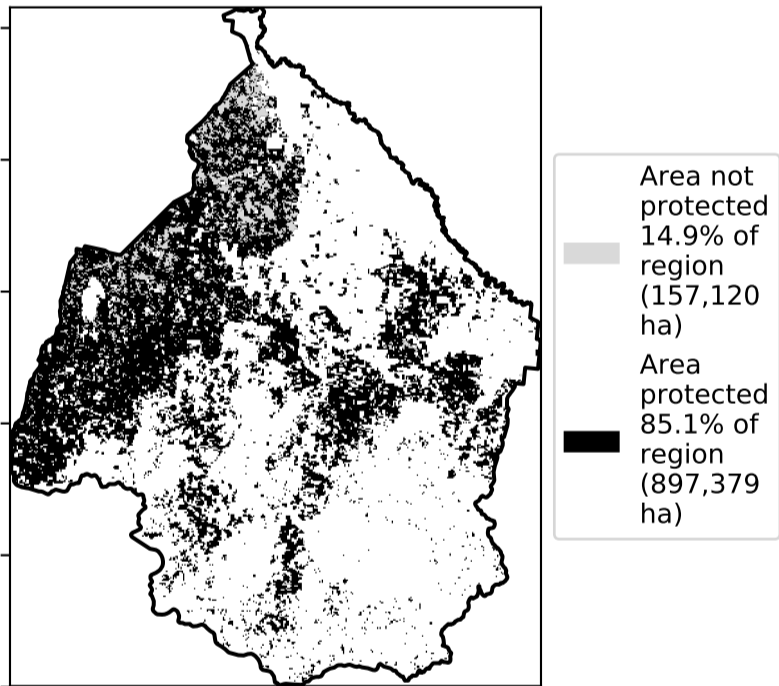 Area not
protected
14.9% of
region
(157,120
ha)
Area
protected
85.1% of
region
(897,379
ha)